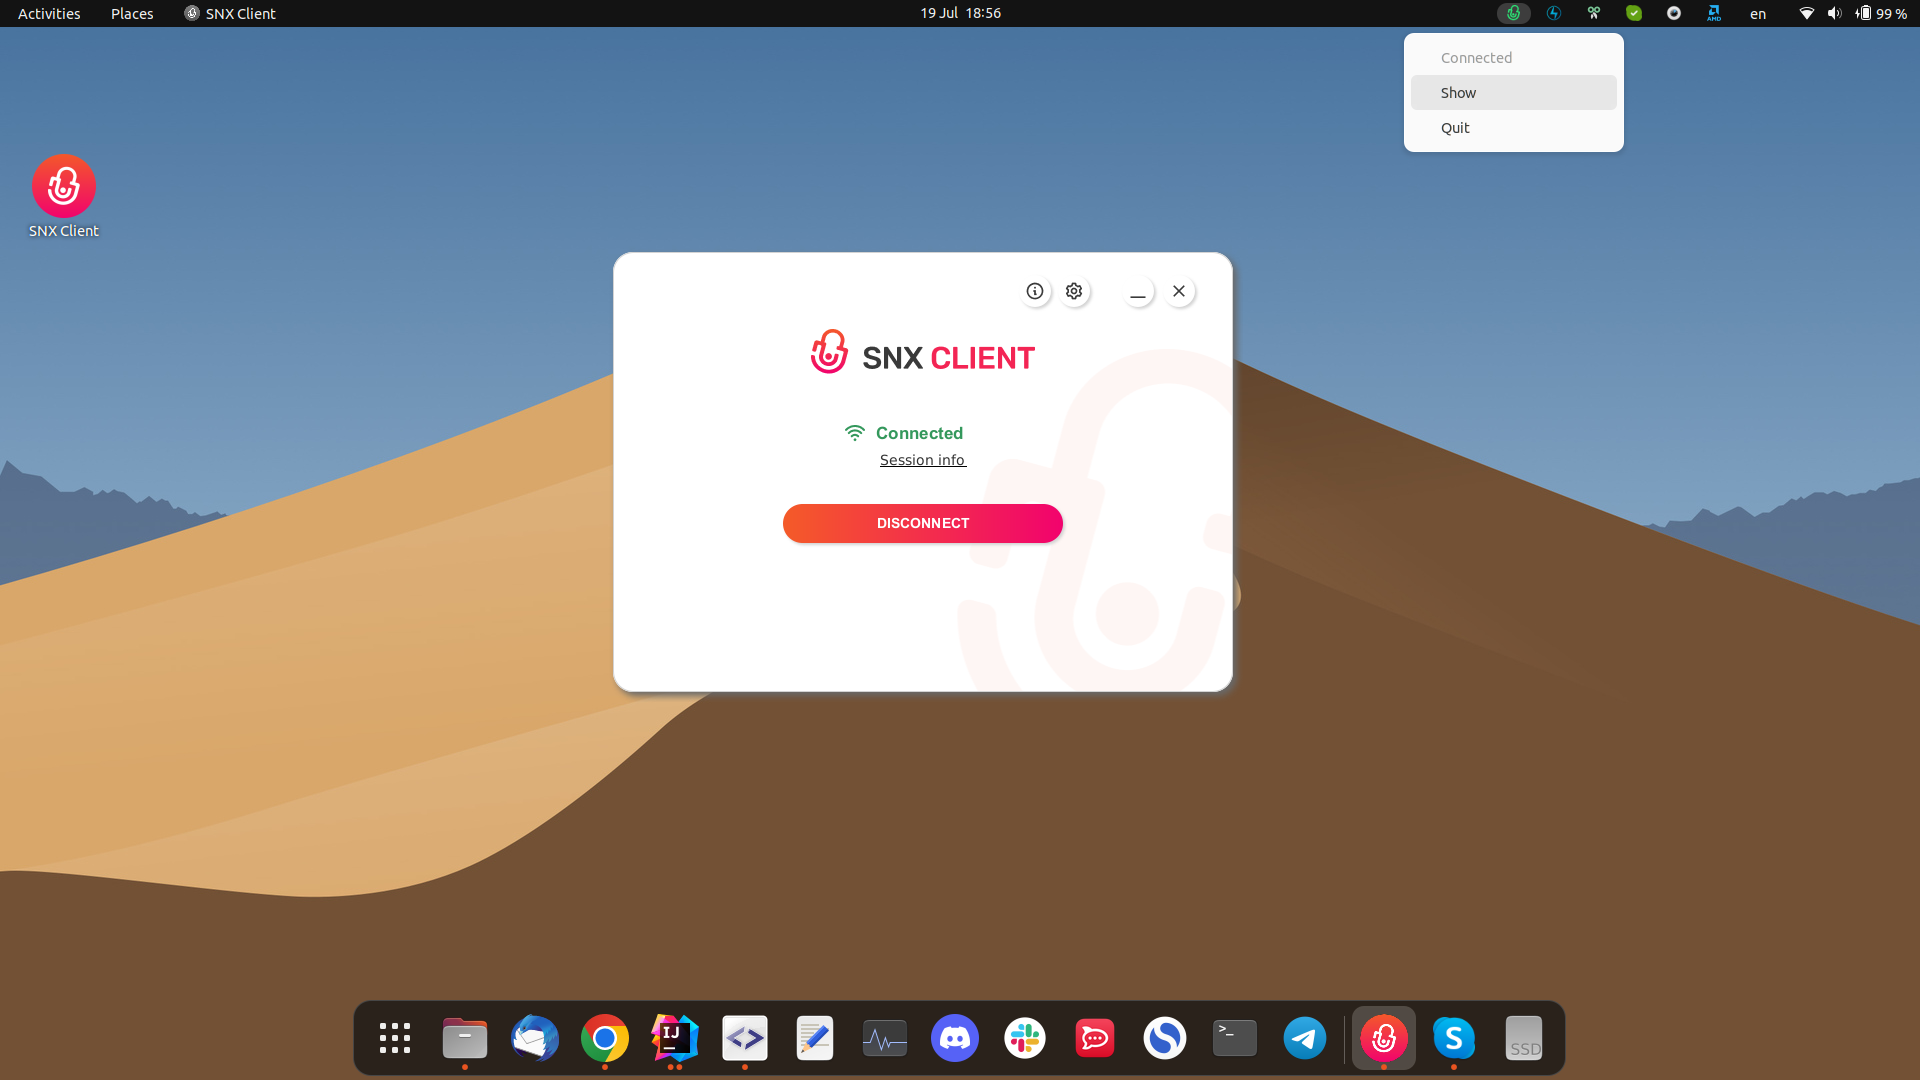 Activities
Places
SNX Client
19 Jul 18:56
AMD
en
99 %
Connected
Show
Quit
SNX Client
SNX CLIENT
Connected
Session info
DISCONNECT
IJ
>_
S
SSD